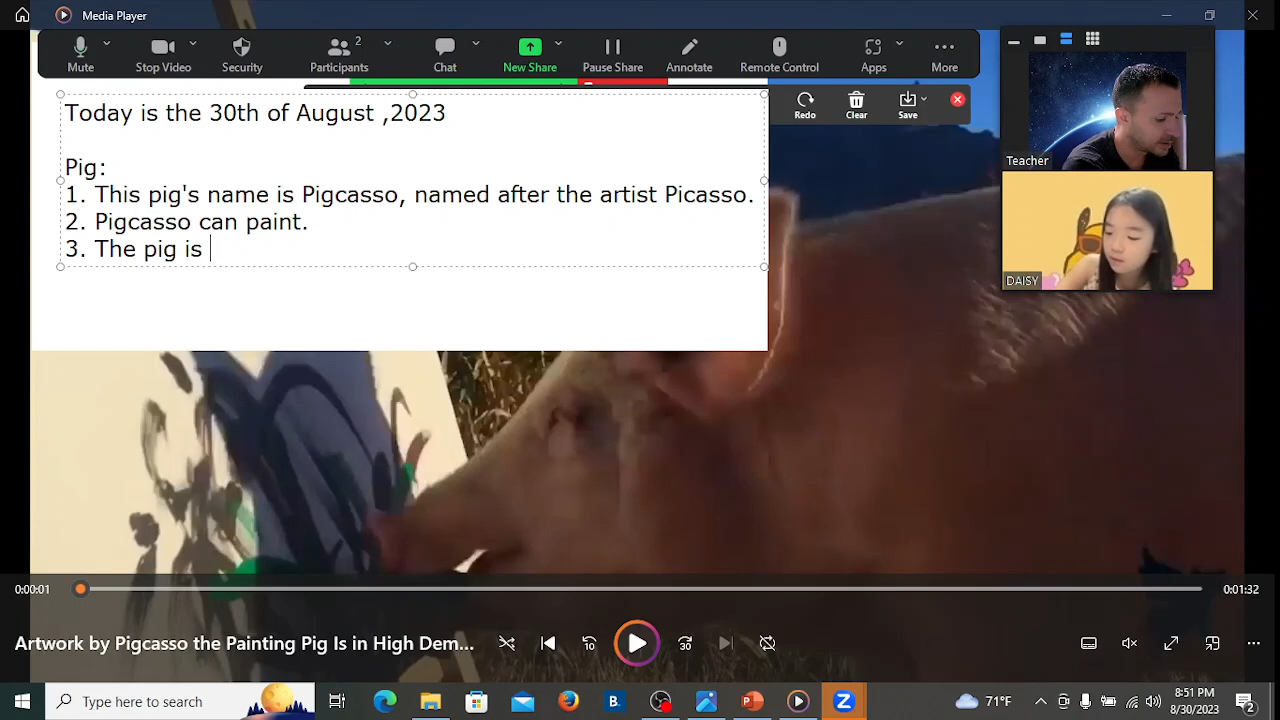 Media Player
Mute
Stop Video
Security
2
Participants
Chat
New Share
Pause Share
Annotate
Remote Control
Apps
More
Redo
Clear
Save
Today is the 30th of August ,2023
Pig:
1. This pig's name is Pigcasso, named after the artist Picasso.
2. Pigcasso can paint.
3. The pig is
Teacher
DAISY
0:00:01
0:01:32
Artwork by Pigcasso the Painting Pig Is in High Dem...
10
30
Type here to search
B.
71°F
8:51 PM
8/30/2023
2